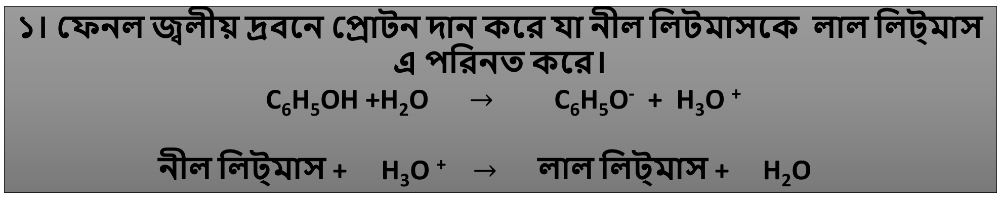 ১। ফেনল জ্বলীয় দ্রবনে প্রোটন দান করে যা নীল লিটমাসকে লাল লিট্মাস
এ পরিনত করে।
C₆H₅OH +H₂O → C₆H₅O⁻ + H₃O ⁺
নীল লিট্মাস + H₃O ⁺ → লাল লিট্মাস + H₂O